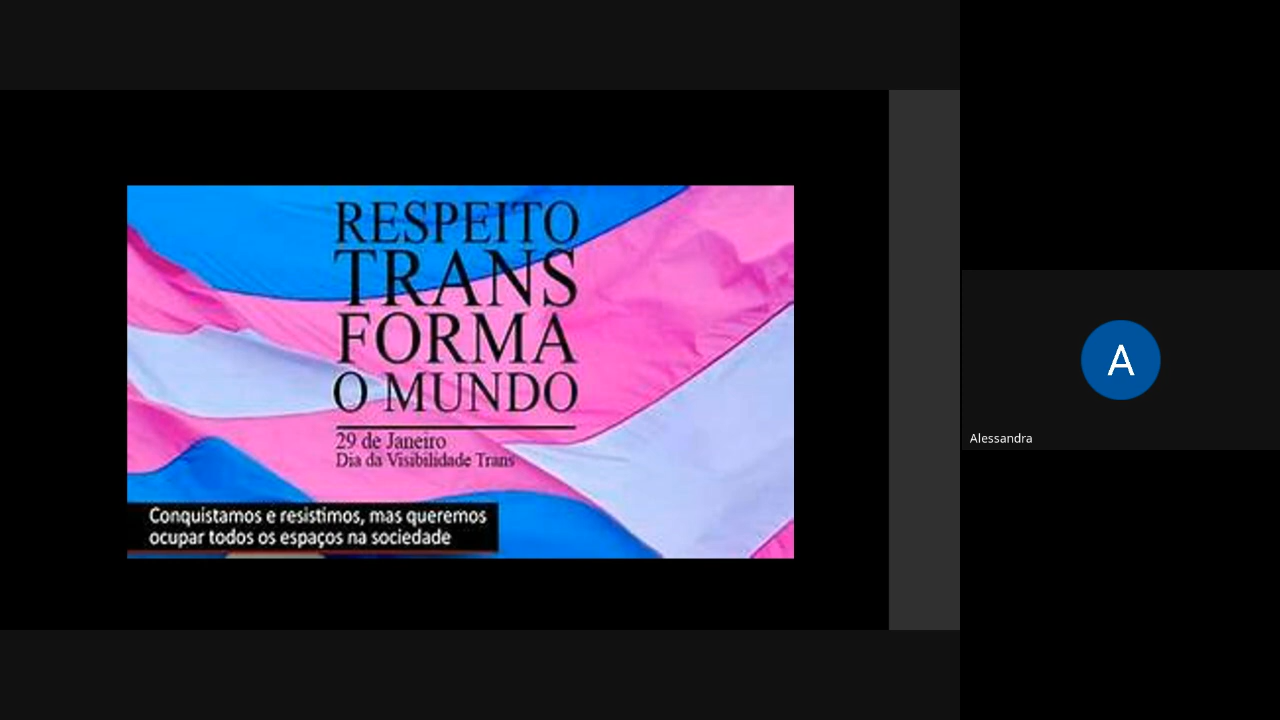 RESPEITO
TRANS
FORMA
O MUNDO
29 de Janeiro
Dia da Visibilidade Trans
Conquistamos e resistimos, mas queremos
ocupar todos os espaços na sociedade
A
Alessandra